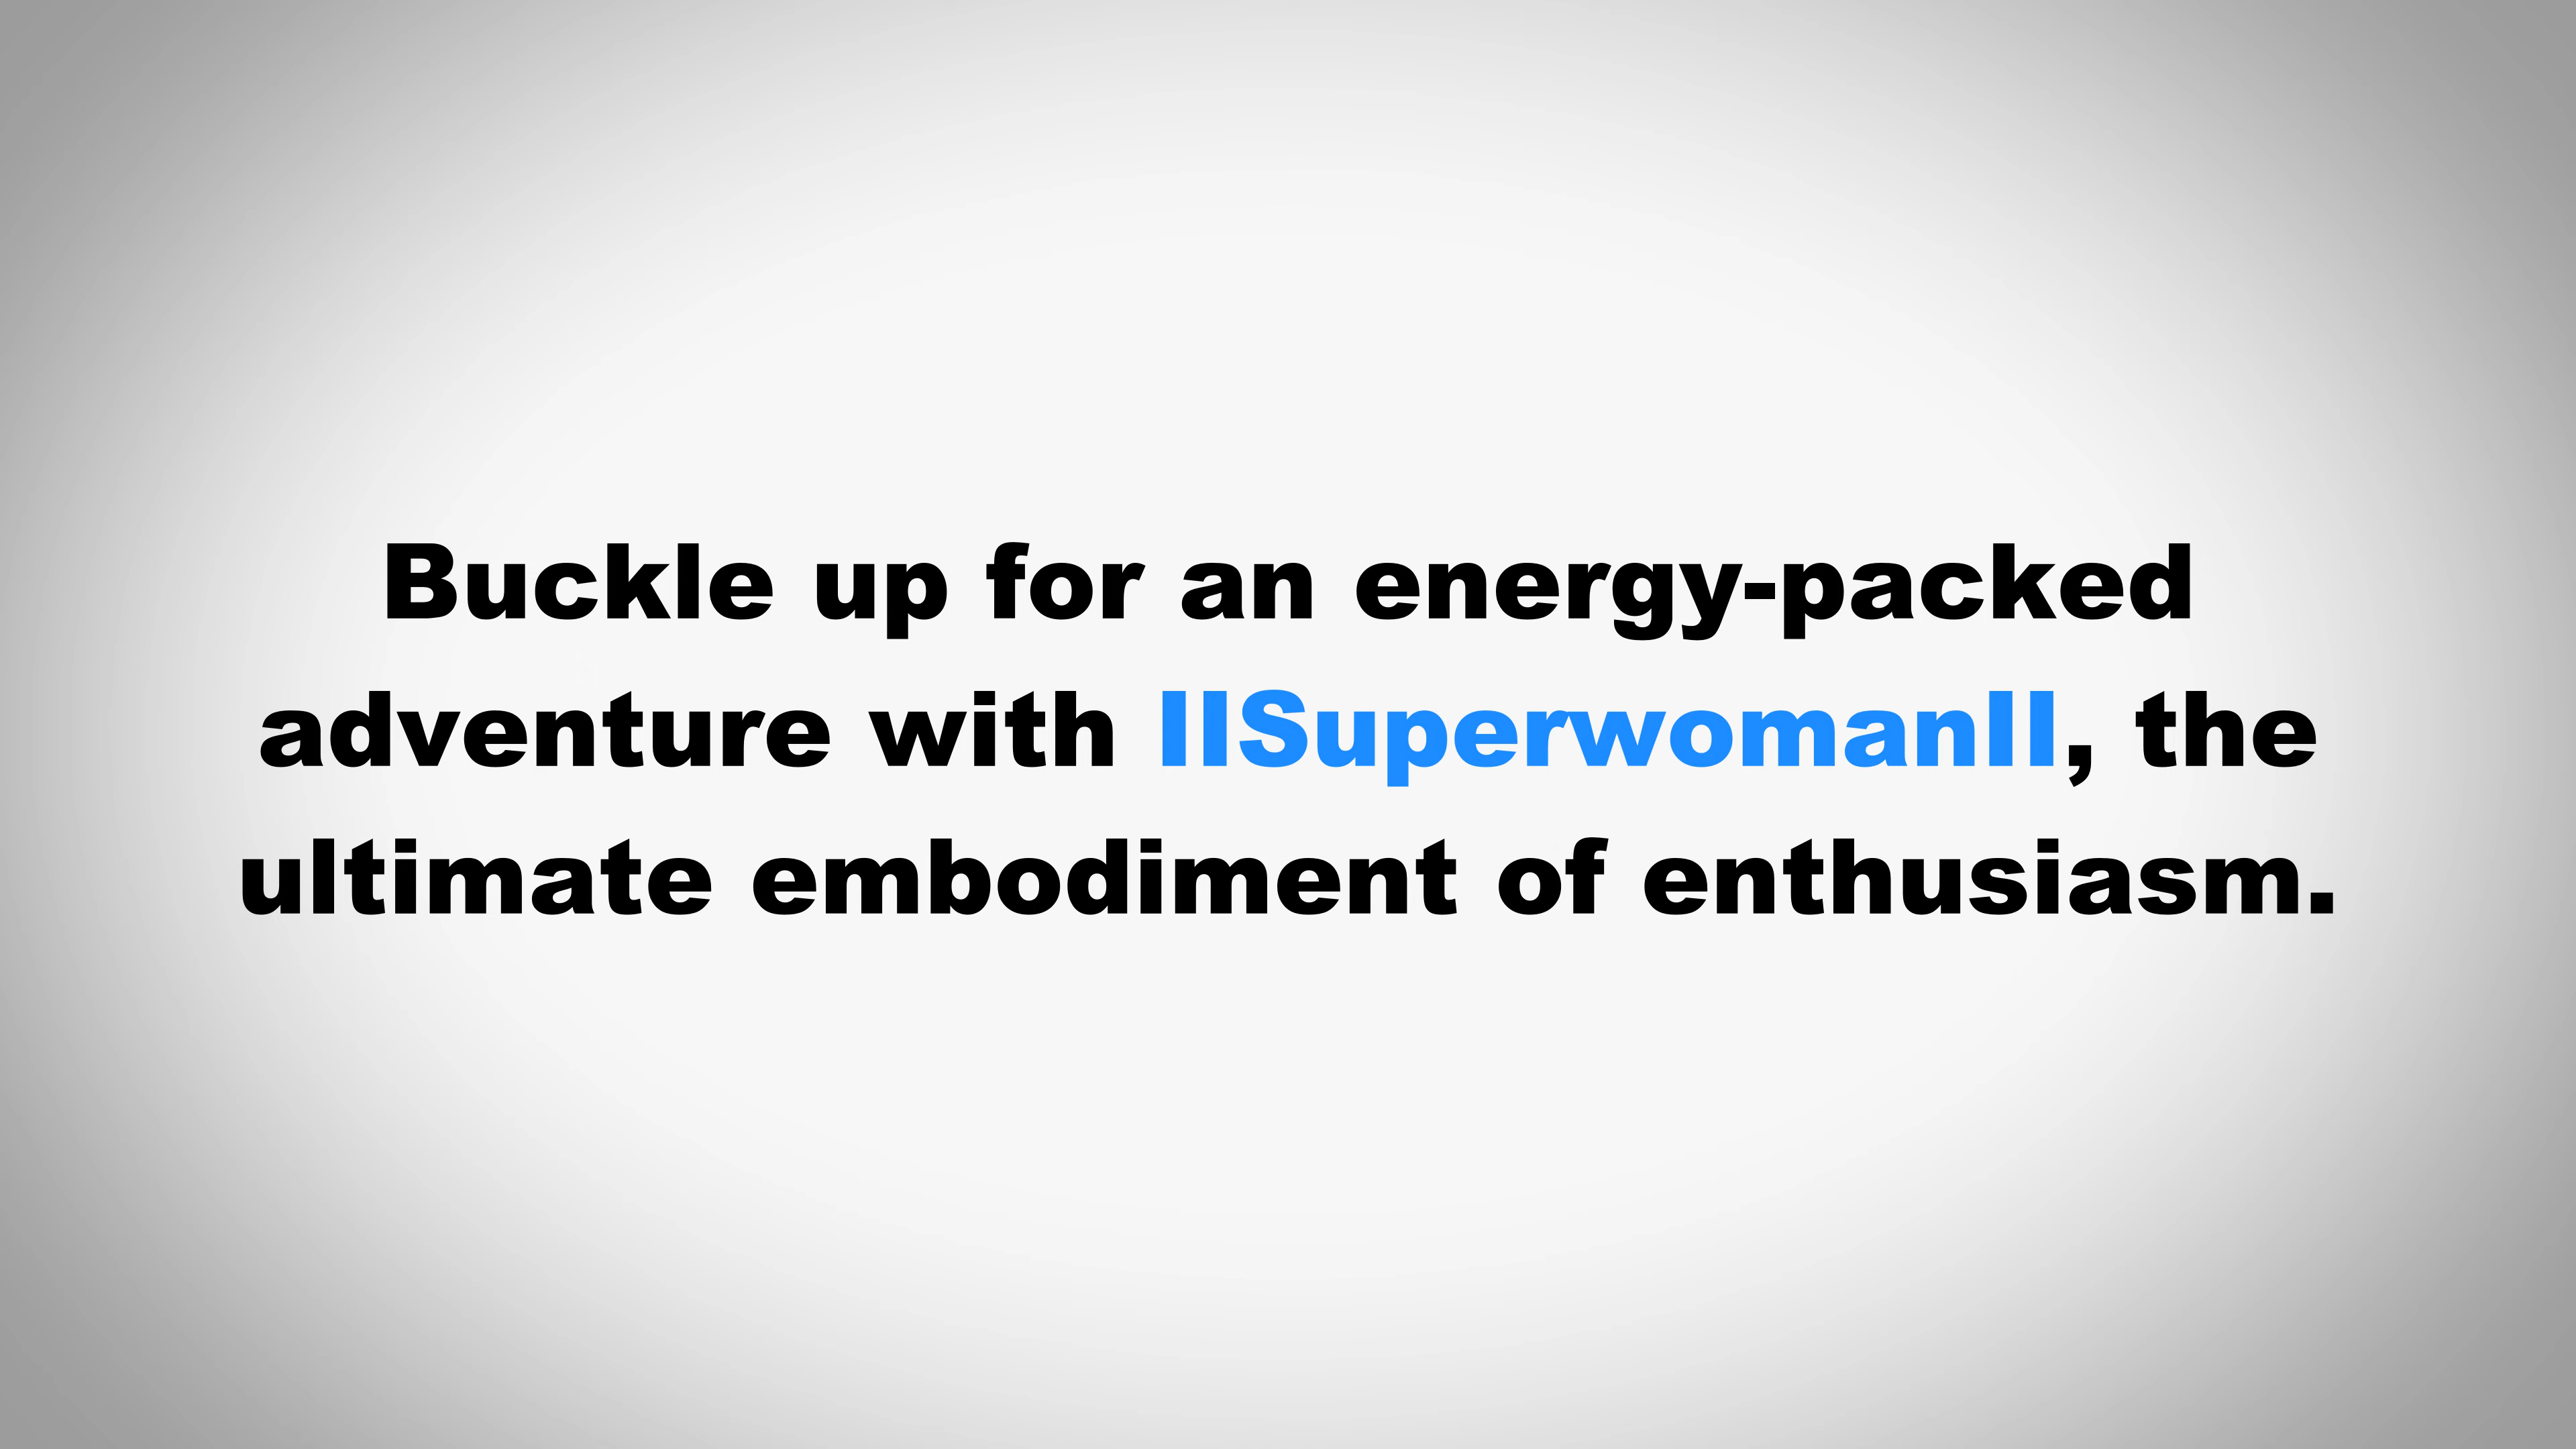 Buckle up for an energy-packed
adventure with IISuperwomanII, the
ultimate embodiment of enthusiasm.